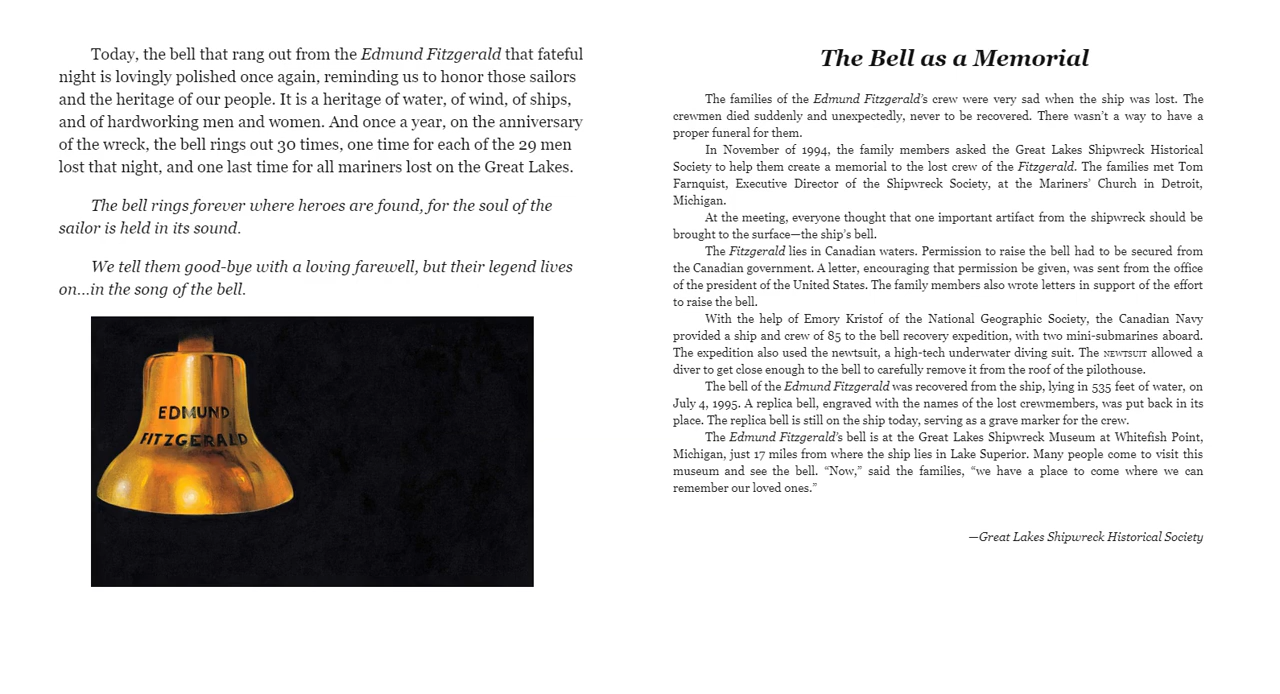 Today, the bell that rang out from the Edmund Fitzgerald that fateful
night is lovingly polished once again, reminding us to honor those sailors
and the heritage of our people. It is a heritage of water, of wind, of ships,
and of hardworking men and women. And once a year, on the anniversary
of the wreck, the bell rings out 30 times, one time for each of the 29 men
lost that night, and one last time for all mariners lost on the Great Lakes.
The bell rings forever where heroes are found, for the soul of the
sailor is held in its sound.
We tell them good-bye with a loving farewell, but their legend lives
on...in the song of the bell.
EDMUND
FITZGERALD
The Bell as a Memorial
The families of the Edmund Fitzgerald's crew were very sad when the ship was lost. The
crewmen died suddenly and unexpectedly, never to be recovered. There wasn't a way to have a
proper funeral for them.
In November of 1994, the family members asked the Great Lakes Shipwreck Historical
Society to help them create a memorial to the lost crew of the Fitzgerald. The families met Tom
Farnquist, Executive Director of the Shipwreck Society, at the Mariners' Church in Detroit,
Michigan.
At the meeting, everyone thought that one important artifact from the shipwreck should be
brought to the surface—the ship's bell.
The Fitzgerald lies in Canadian waters. Permission to raise the bell had to be secured from
the Canadian government. A letter, encouraging that permission be given, was sent from the office
of the president of the United States. The family members also wrote letters in support of the effort
to raise the bell.
With the help of Emory Kristof of the National Geographic Society, the Canadian Navy
provided a ship and crew of 85 to the bell recovery expedition, with two mini-submarines aboard.
The expedition also used the newtsuit, a high-tech underwater diving suit. The NEWTSUIT allowed a
diver to get close enough to the bell to carefully remove it from the roof of the pilothouse.
The bell of the Edmund Fitzgerald was recovered from the ship, lying in 535 feet of water, on
July 4, 1995. A replica bell, engraved with the names of the lost crewmembers, was put back in its
place. The replica bell is still on the ship today, serving as a grave marker for the crew.
The Edmund Fitzgerald's bell is at the Great Lakes Shipwreck Museum at Whitefish Point,
Michigan, just 17 miles from where the ship lies in Lake Superior. Many people come to visit this
museum and see the bell. “Now,” said the families, “we have a place to come where we can
remember our loved ones.”
—Great Lakes Shipwreck Historical Society